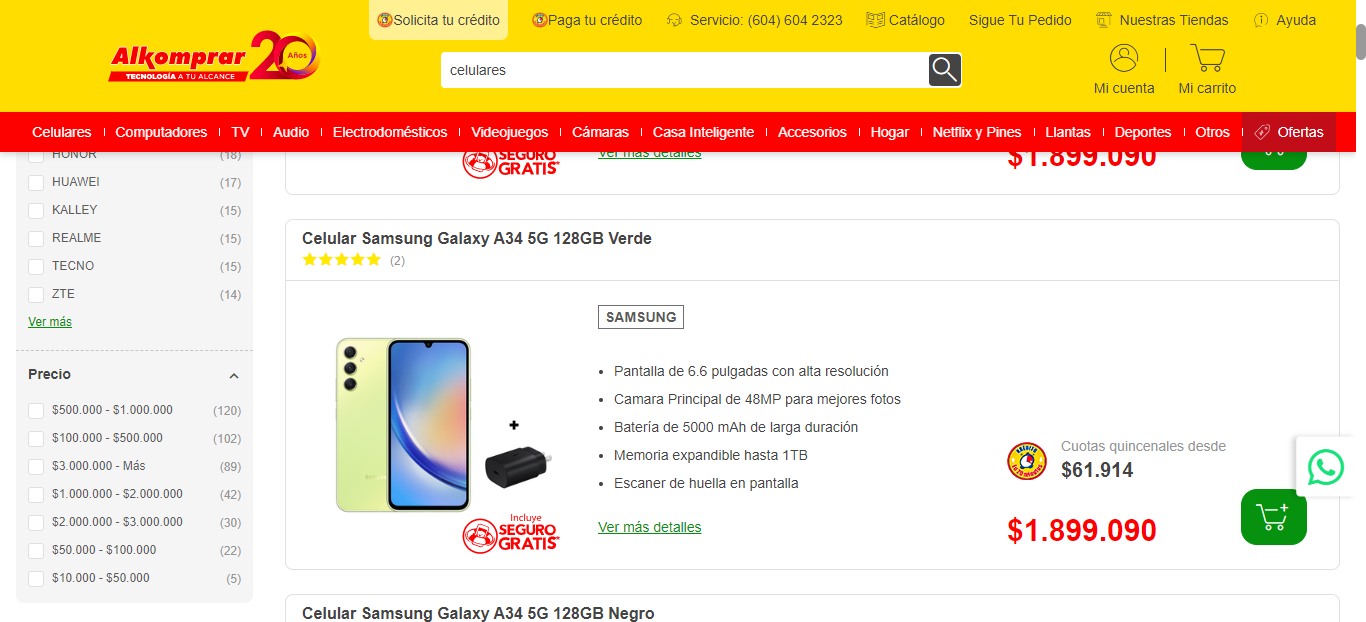 Solicita tu crédito
Paga tu crédito
Servicio: (604) 604 2323
Catálogo
Sigue Tu Pedido
Nuestras Tiendas
Ayuda
Alkomprar 20 Años
TECNOLOGÍA A TU ALCANCE
celulares
Mi cuenta
Mi carrito
Celulares
Computadores
TV
Audio
Electrodomésticos
Videojuegos
Cámaras
Casa Inteligente
Accesorios
Hogar
Netflix y Pines
Llantas
Deportes
Otros
Ofertas
HONOR (18)
HUAWEI (17)
KALLEY (15)
REALME (15)
TECNO (15)
ZTE (14)
Ver más
Precio
$500.000 - $1.000.000 (120)
$100.000 - $500.000 (102)
$3.000.000 - Más (89)
$1.000.000 - $2.000.000 (42)
$2.000.000 - $3.000.000 (30)
$50.000 - $100.000 (22)
$10.000 - $50.000 (5)
SEGURO
GRATIS*
Ver más detalles
$1.899.090
Celular Samsung Galaxy A34 5G 128GB Verde
(2)
SAMSUNG
Pantalla de 6.6 pulgadas con alta resolución
Camara Principal de 48MP para mejores fotos
Batería de 5000 mAh de larga duración
Memoria expandible hasta 1TB
Escaner de huella en pantalla
+
Incluye
SEGURO
GRATIS*
Ver más detalles
Cuotas quincenales desde
$61.914
$1.899.090
Celular Samsung Galaxy A34 5G 128GB Negro